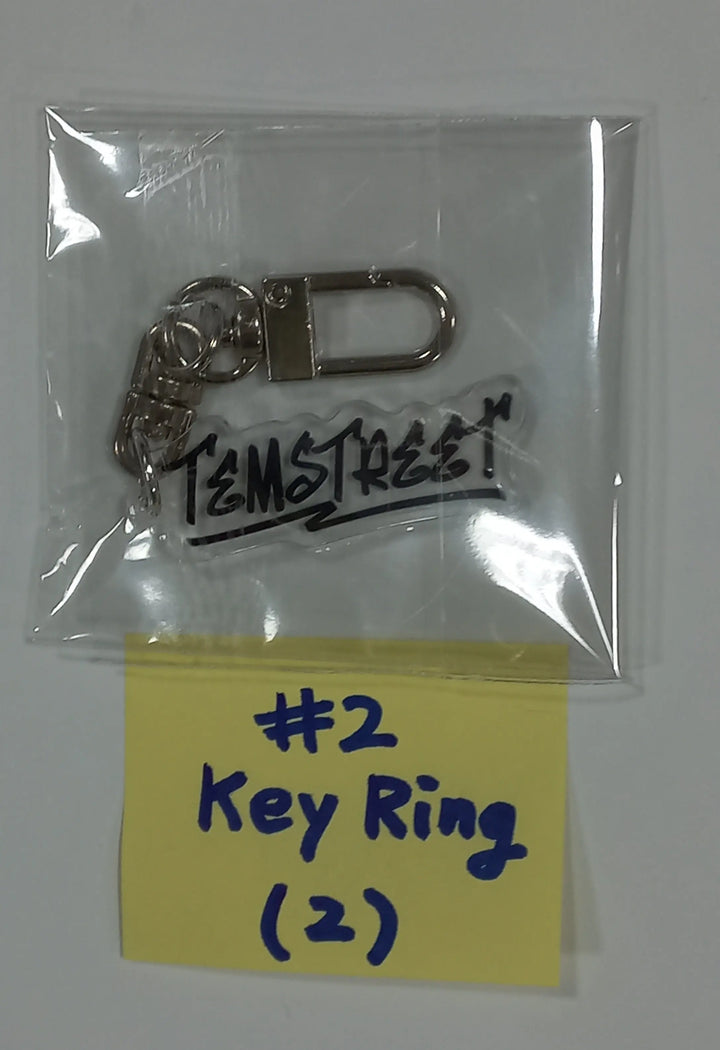 TEMSTREET
#2
Key Ring
(2)